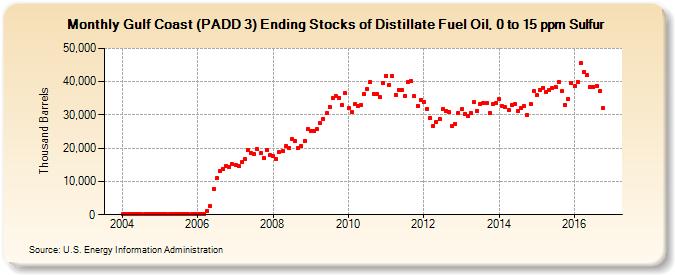 Monthly Gulf Coast (PADD 3) Ending Stocks of Distillate Fuel Oil, 0 to 15 ppm Sulfur
Thousand Barrels
50,000
40,000
30,000
20,000
10,000
0
2004 2006 2008 2010 2012 2014 2016
Source: U.S. Energy Information Administration